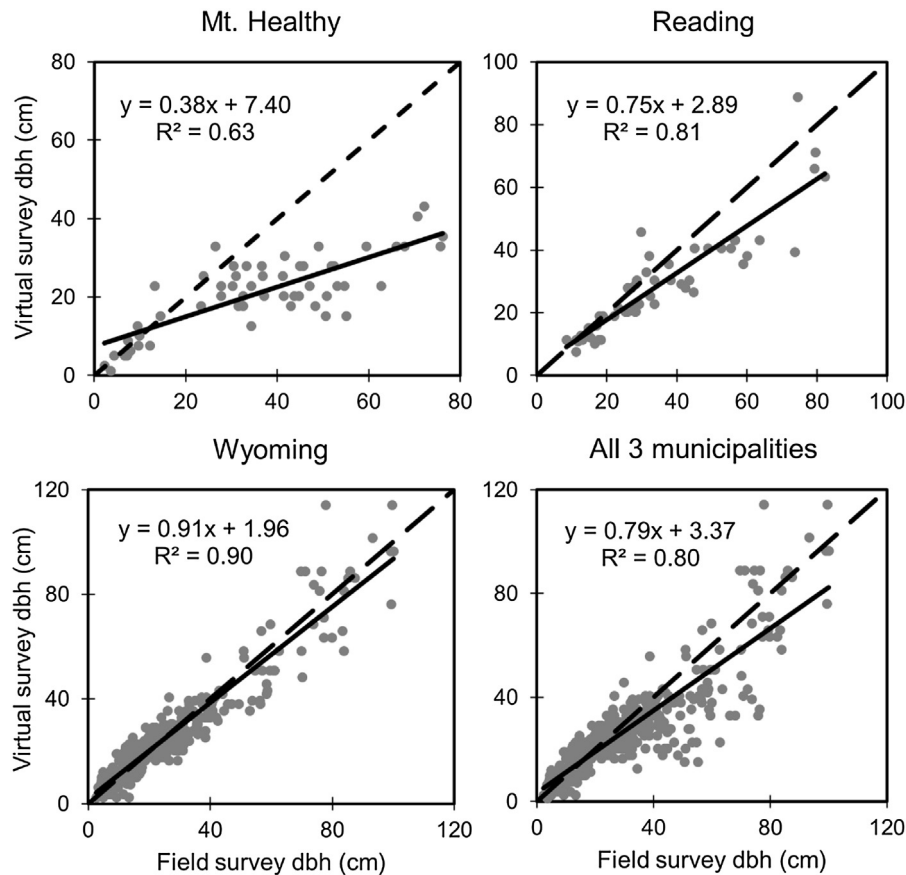 Mt. Healthy
Virtual survey dbh (cm)
80
60
40
20
0
y = 0.38x + 7.40
R² = 0.63
0 20 40 60 80
Reading
100
80
60
40
20
0
y = 0.75x + 2.89
R² = 0.81
0 20 40 60 80 100
Wyoming
Virtual survey dbh (cm)
120
80
40
0
y = 0.91x + 1.96
R² = 0.90
0 40 80 120
Field survey dbh (cm)
All 3 municipalities
120
80
40
0
y = 0.79x + 3.37
R² = 0.80
0 40 80 120
Field survey dbh (cm)